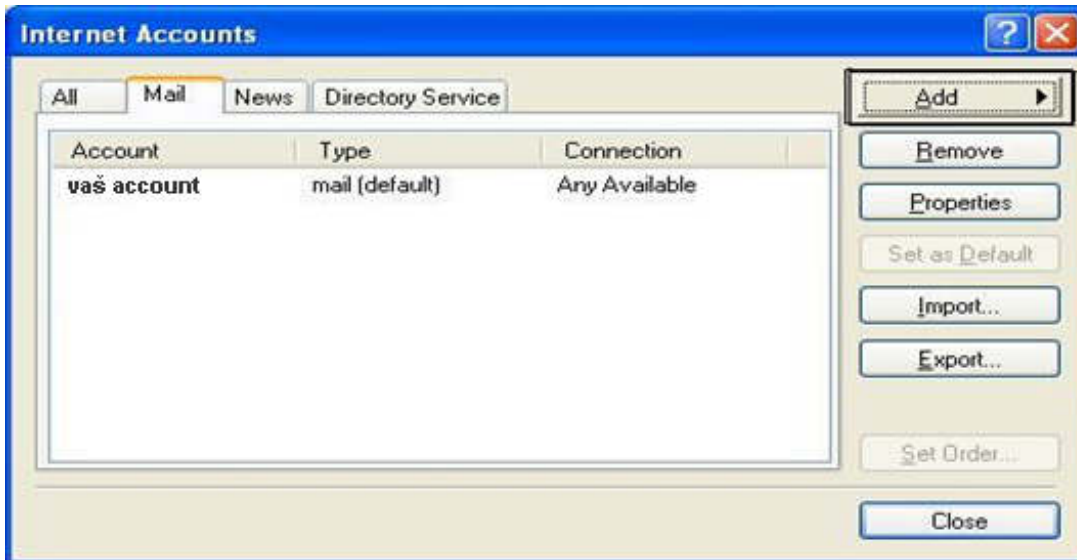 Internet Accounts
All Mail News Directory Service
Add
Account Type Connection
Remove
vaš account mail (default) Any Available
Properties
Set as Default
Import...
Export...
Set Order...
Close